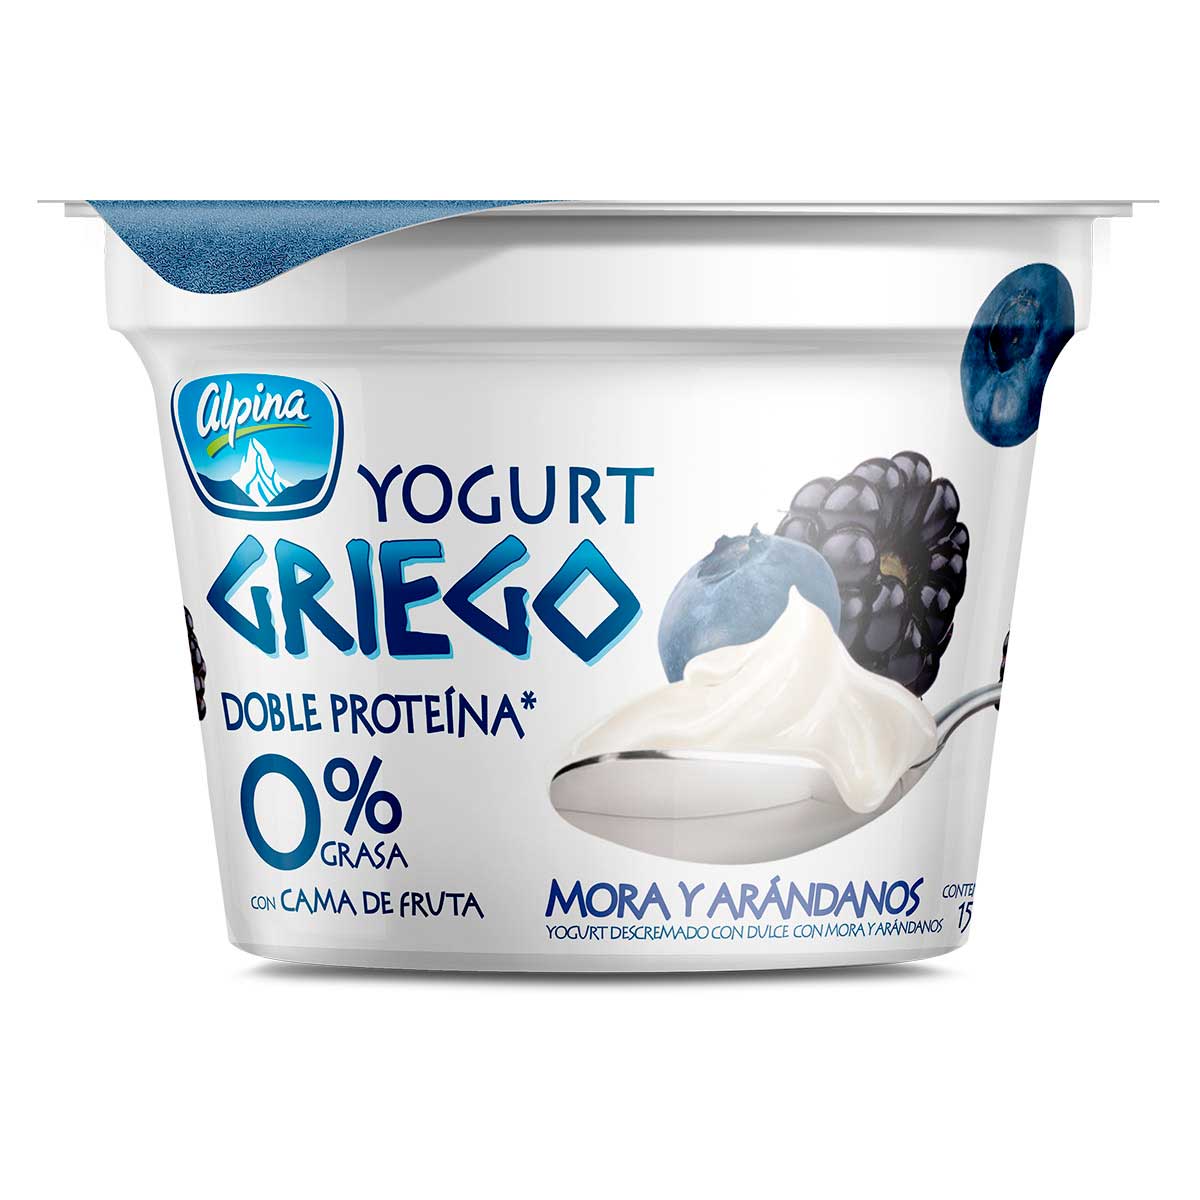 alpina
YOGURT
GRIEGO
DOBLE PROTEÍNA*
0%
GRASA
CON CAMA DE FRUTA
MORA Y ARÁNDANOS
YOGURT DESCREMADO CON DULCE CON MORA Y ARÁNDANOS